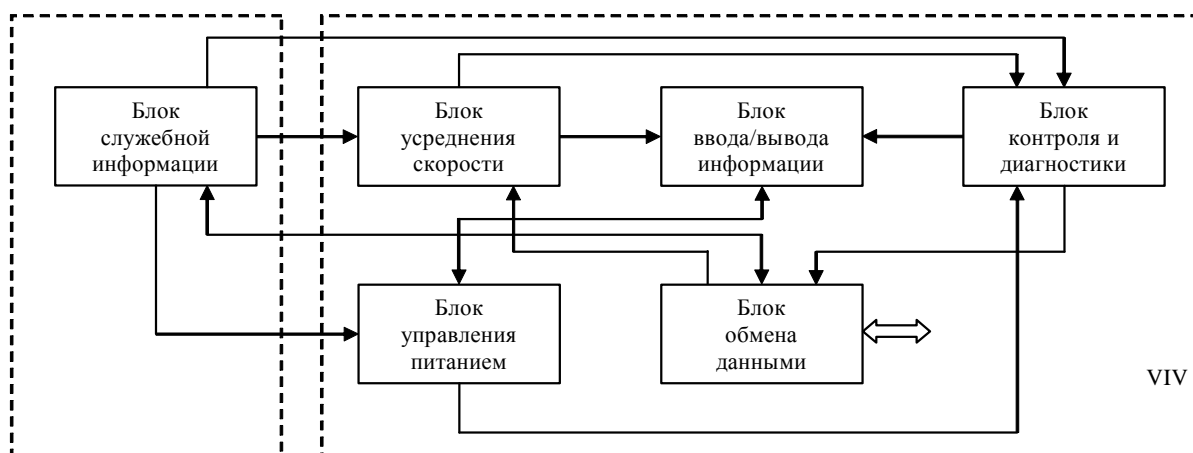 Блок
служебной
информации
Блок
усреднения
скорости
Блок
ввода/вывода
информации
Блок
контроля и
диагностики
Блок
управления
питанием
Блок
обмена
данными
VIV